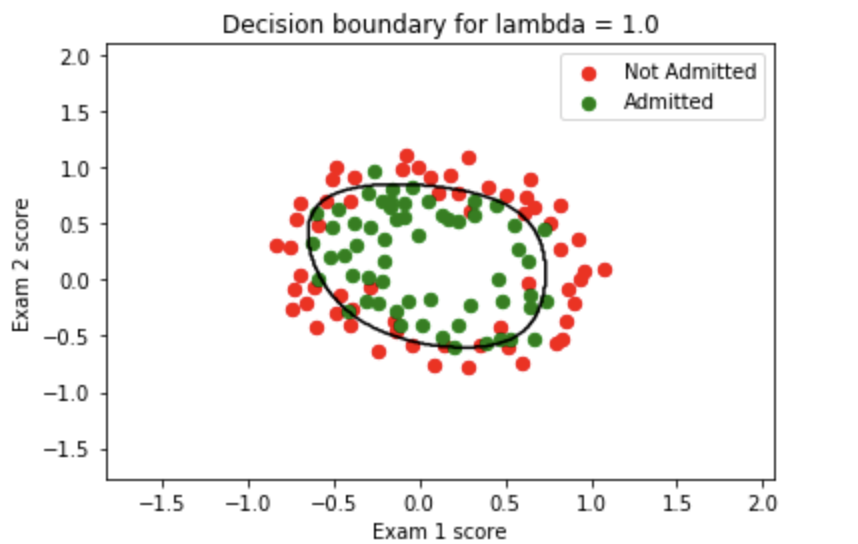 Decision boundary for lambda = 1.0
Not Admitted
Admitted
2.0
1.5
1.0
0.5
0.0
−0.5
−1.0
−1.5
Exam 2 score
−1.5 −1.0 −0.5 0.0 0.5 1.0 1.5 2.0
Exam 1 score